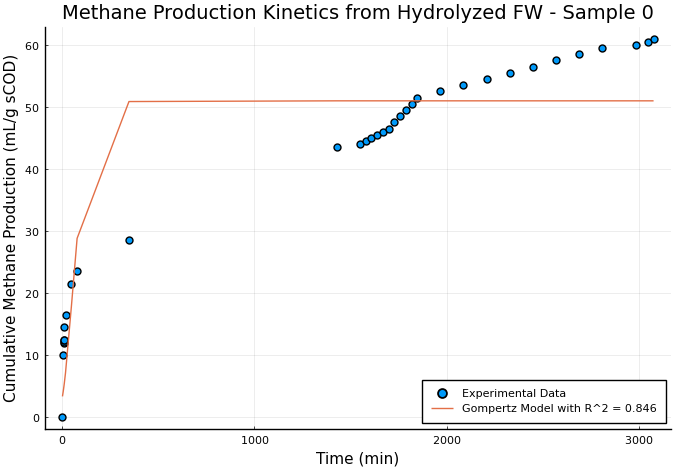 Methane Production Kinetics from Hydrolyzed FW - Sample 0
Cumulative Methane Production (mL/g sCOD)
60
50
40
30
20
10
0
0 1000 2000 3000
Time (min)
Experimental Data
Gompertz Model with R^2 = 0.846